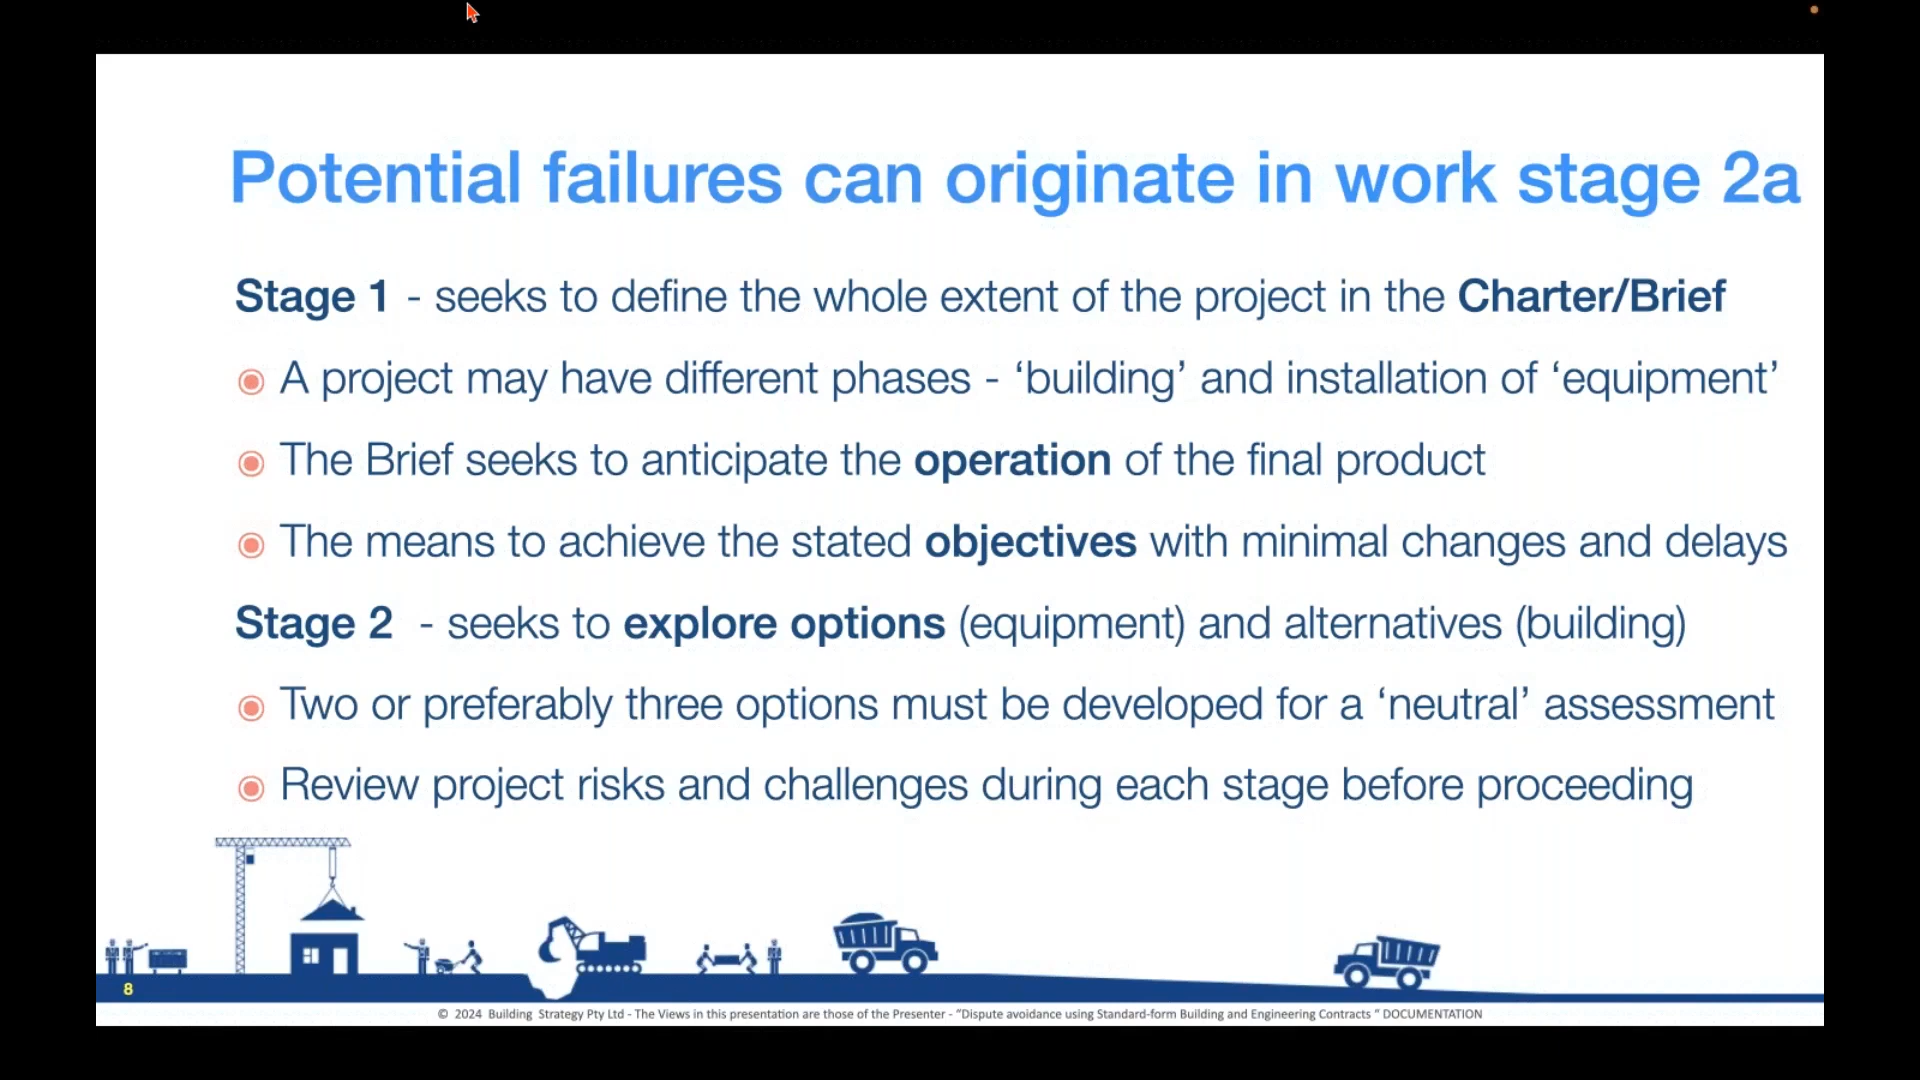 Potential failures can originate in work stage 2a
Stage 1 - seeks to define the whole extent of the project in the Charter/Brief
A project may have different phases - ‘building’ and installation of ‘equipment’
The Brief seeks to anticipate the operation of the final product
The means to achieve the stated objectives with minimal changes and delays
Stage 2 - seeks to explore options (equipment) and alternatives (building)
Two or preferably three options must be developed for a ‘neutral’ assessment
Review project risks and challenges during each stage before proceeding
8
© 2024 Building Strategy Pty Ltd - The Views in this presentation are those of the Presenter - “Dispute avoidance using Standard-form Building and Engineering Contracts “ DOCUMENTATION